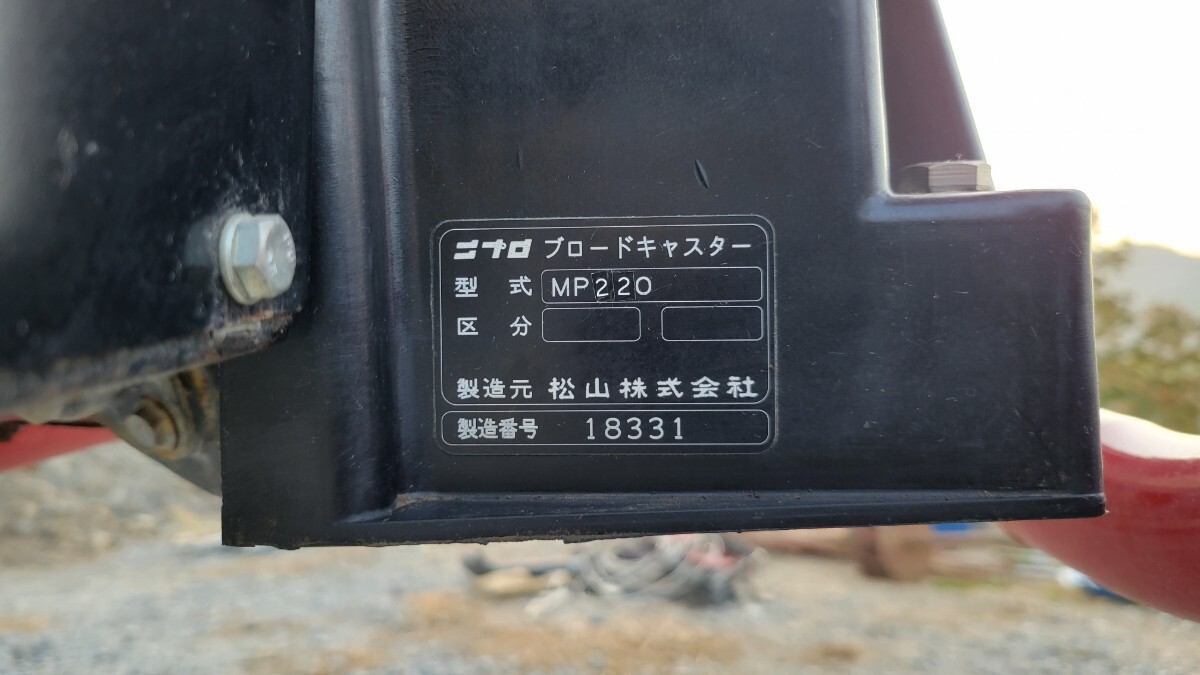 ニプロ ブロードキャスター
型式 MP220
区分
製造元 松山株式会社
製造番号 18331